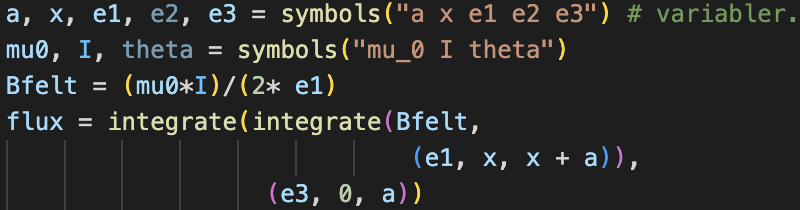 a, x, e1, e2, e3 = symbols("a x e1 e2 e3") # variabler.
mu0, I, theta = symbols("mu_0 I theta")
Bfelt = (mu0*I)/(2* e1)
flux = integrate(integrate(Bfelt,
(e1, x, x + a)),
(e3, 0, a))